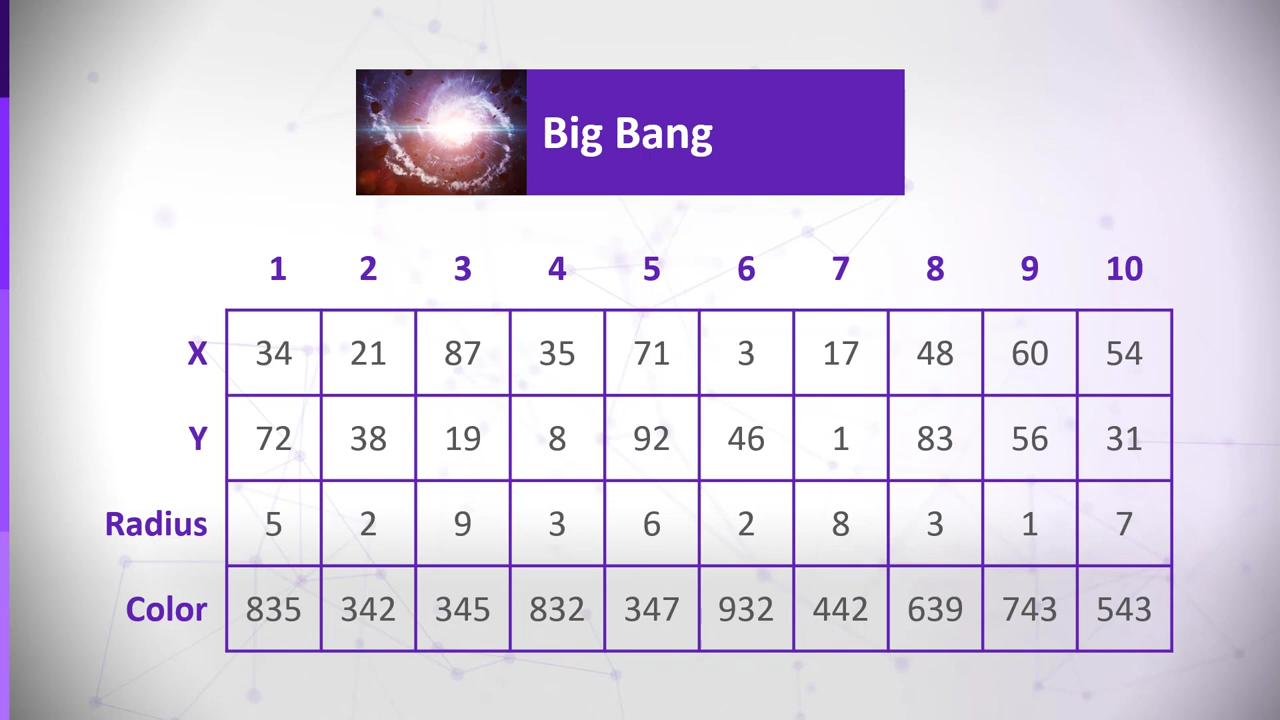 Big Bang
1 2 3 4 5 6 7 8 9 10
X 34 21 87 35 71 3 17 48 60 54
Y 72 38 19 8 92 46 1 83 56 31
Radius 5 2 9 3 6 2 8 3 1 7
Color 835 342 345 832 347 932 442 639 743 543